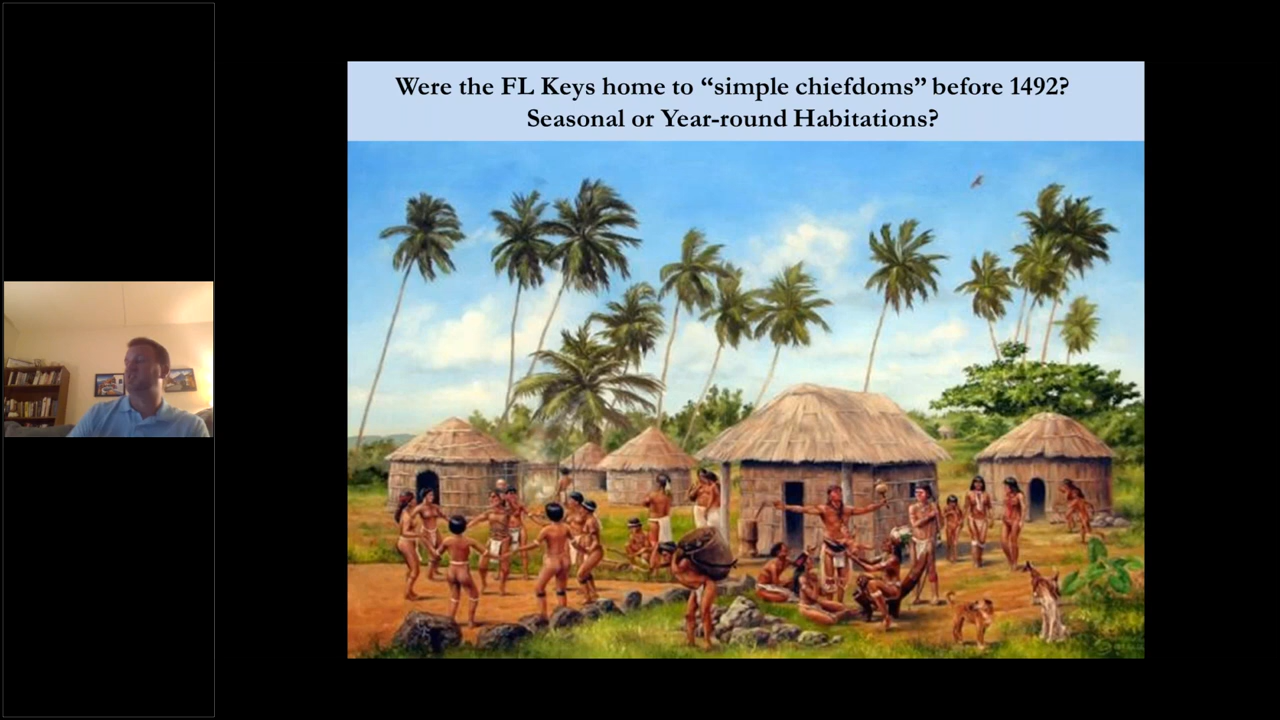 Were the FL Keys home to “simple chiefdoms” before 1492?
Seasonal or Year-round Habitations?